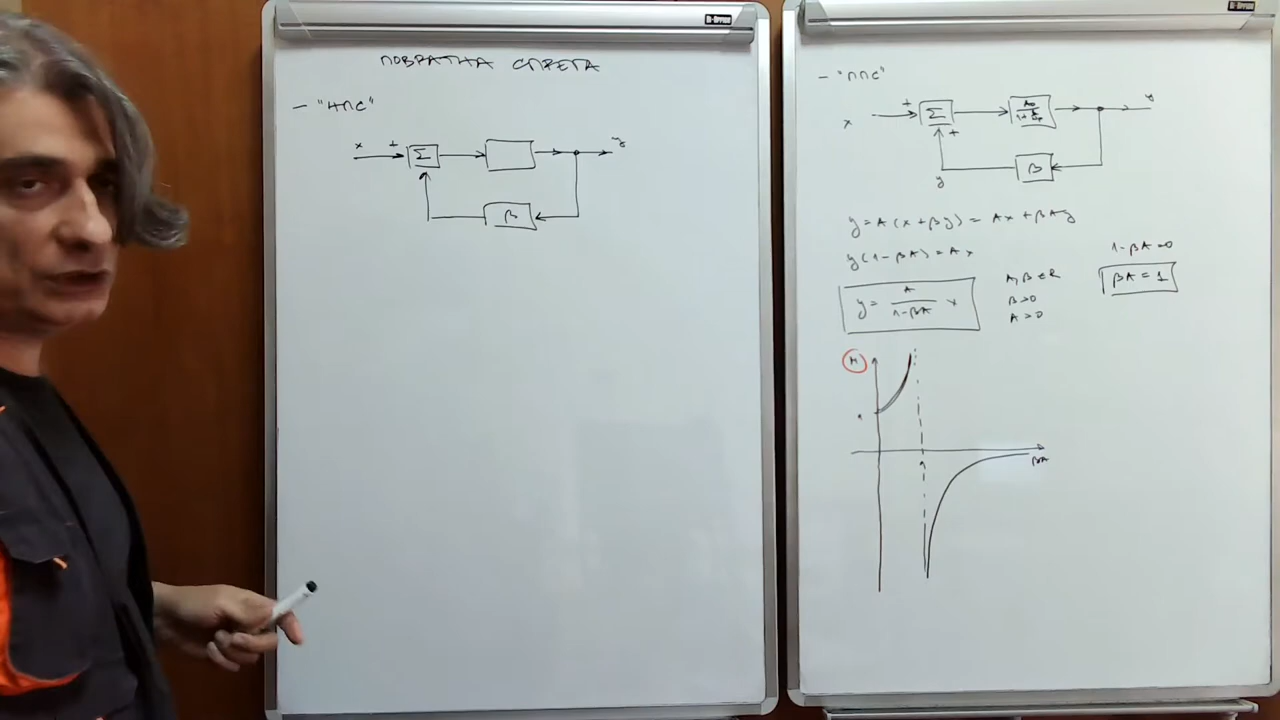 ПОВРАТНА СПРЕГА
- "НПС"
x + Σ y
β
- "ППС"
x + Σ y
+ β
y
y = A(x + βy) = Ax + βAy
y(1 - βA) = Ax
y = A / (1 - βA) x
A, β ∈ R
β > 0
A > 0
1 - βA = 0
βA = 1
βA